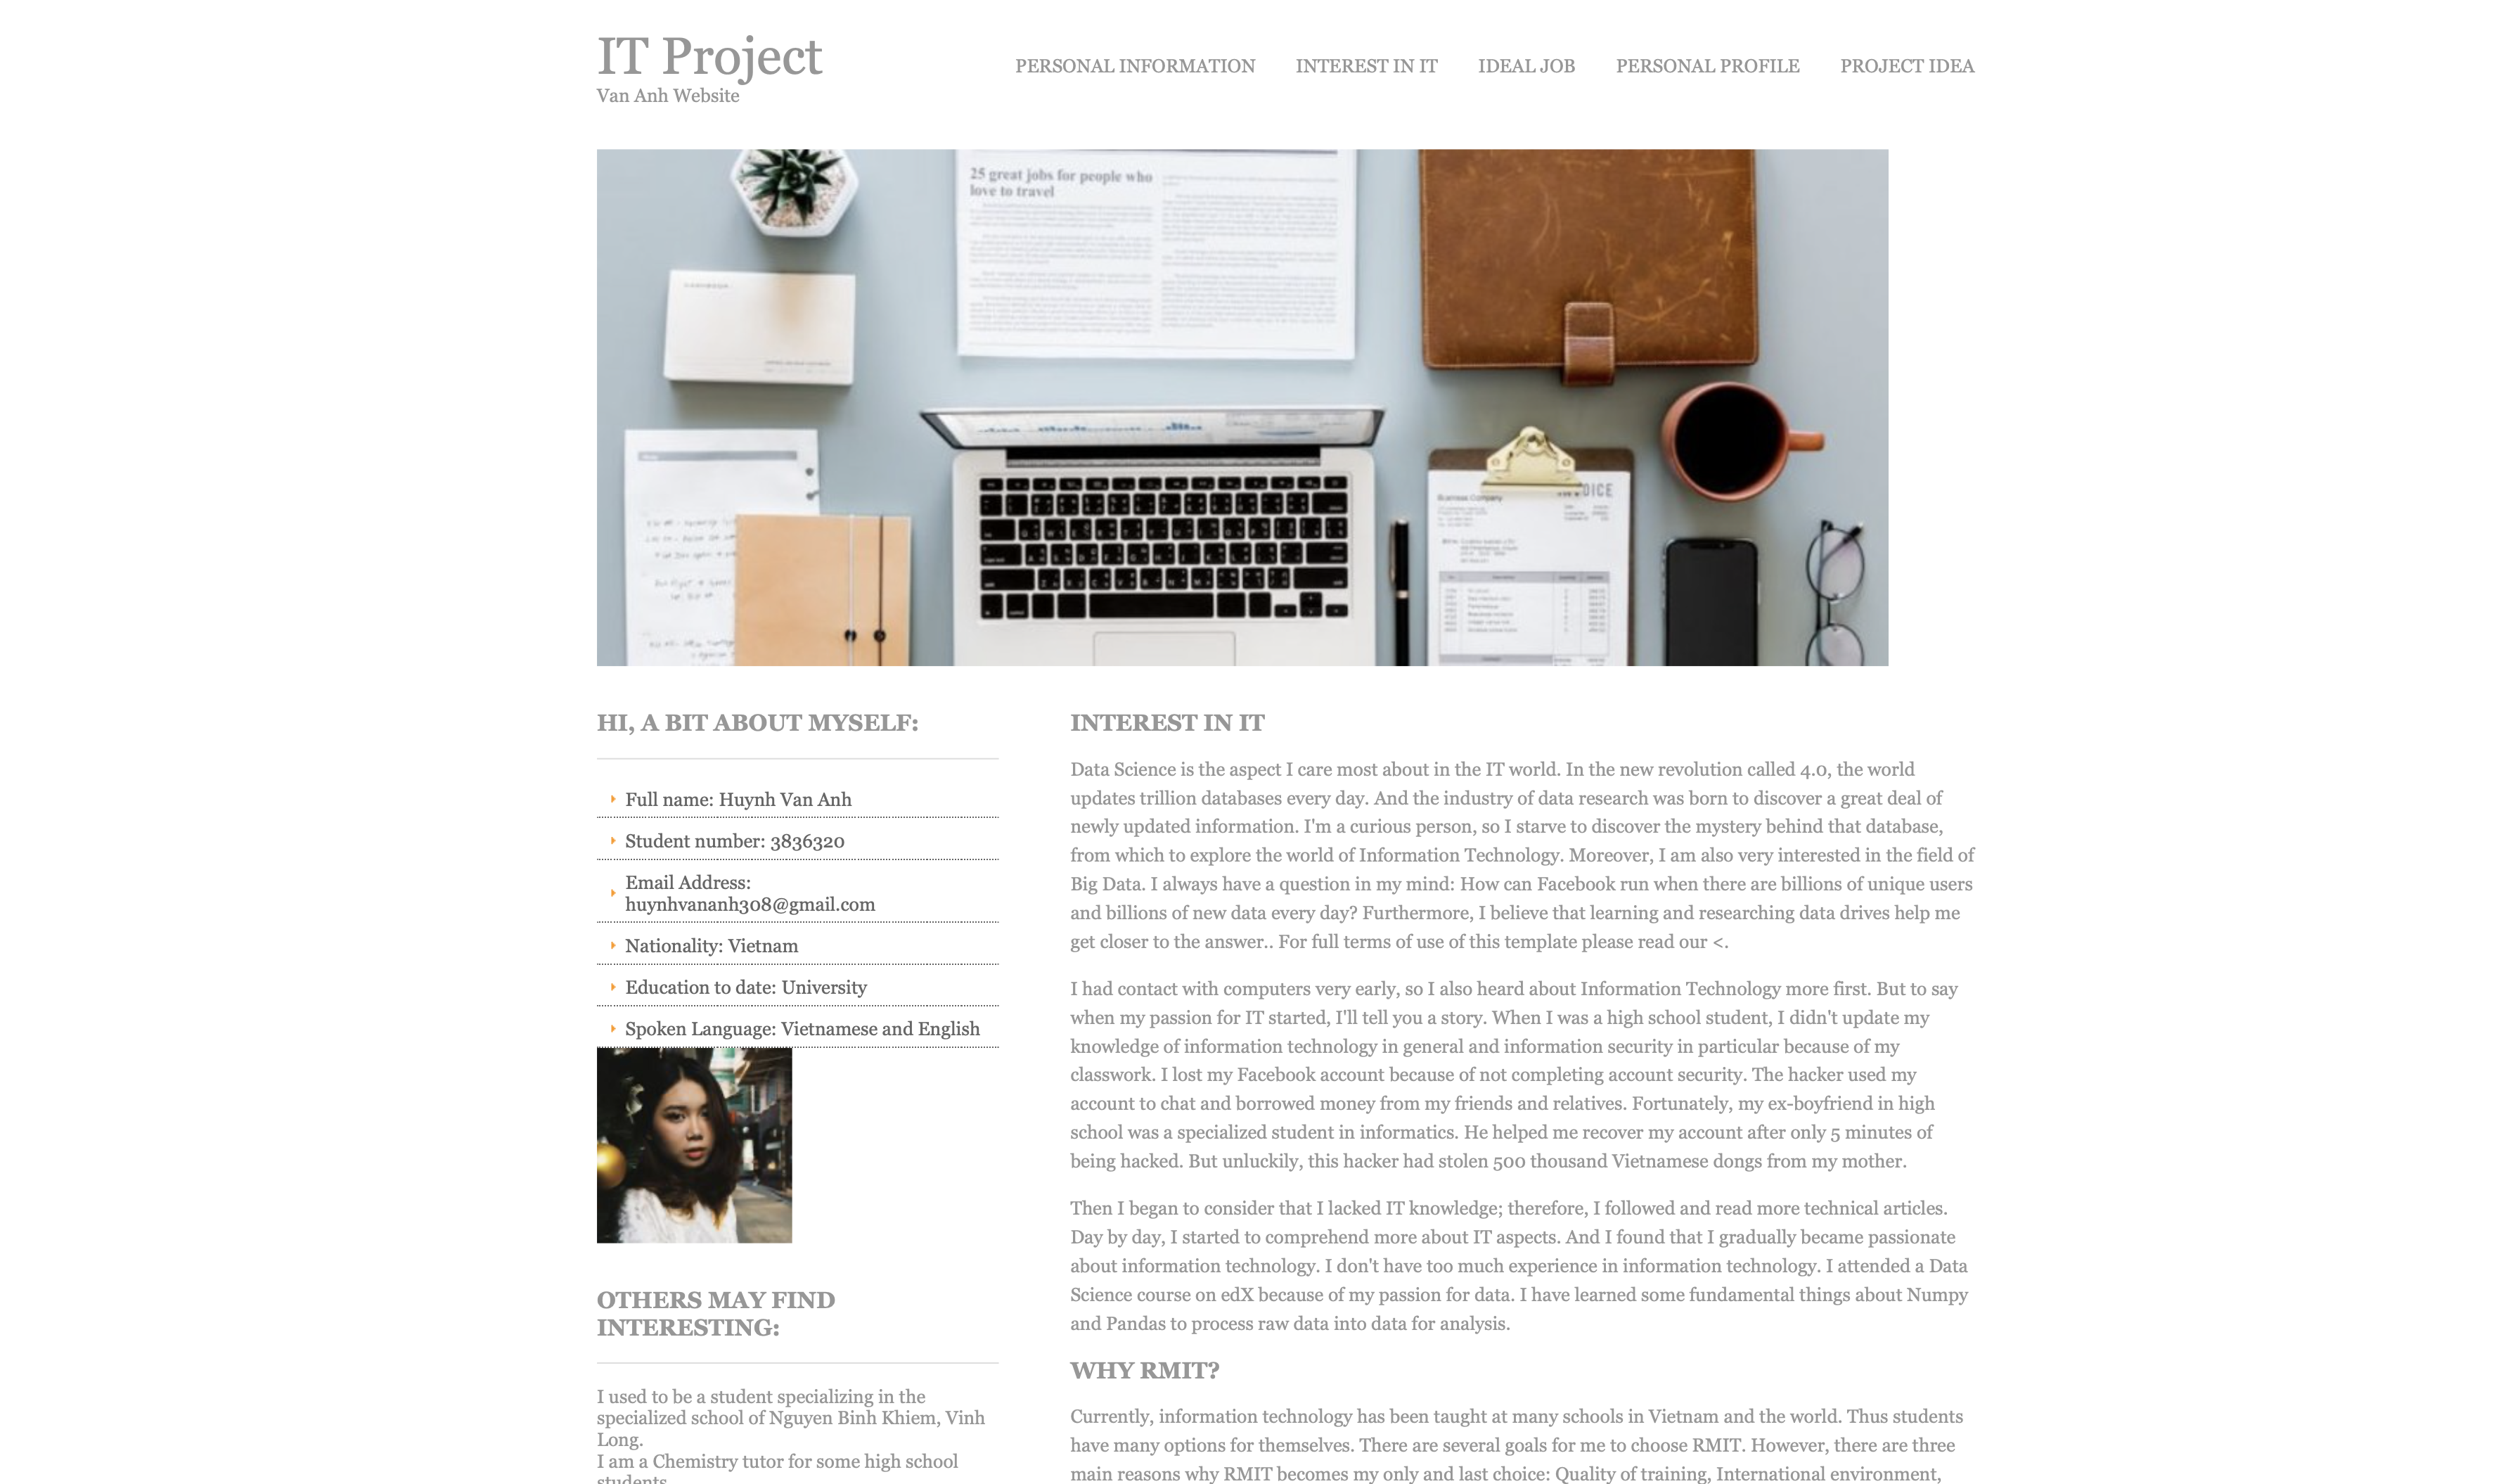 IT Project
Van Anh Website
PERSONAL INFORMATION
INTEREST IN IT
IDEAL JOB
PERSONAL PROFILE
PROJECT IDEA
25 great jobs for people who
love to travel
Business Company
HI, A BIT ABOUT MYSELF:
Full name: Huynh Van Anh
Student number: 3836320
Email Address:
huynhvananh308@gmail.com
Nationality: Vietnam
Education to date: University
Spoken Language: Vietnamese and English
OTHERS MAY FIND
INTERESTING:
I used to be a student specializing in the
specialized school of Nguyen Binh Khiem, Vinh
Long.
I am a Chemistry tutor for some high school
students
INTEREST IN IT
Data Science is the aspect I care most about in the IT world. In the new revolution called 4.0, the world
updates trillion databases every day. And the industry of data research was born to discover a great deal of
newly updated information. I'm a curious person, so I starve to discover the mystery behind that database,
from which to explore the world of Information Technology. Moreover, I am also very interested in the field of
Big Data. I always have a question in my mind: How can Facebook run when there are billions of unique users
and billions of new data every day? Furthermore, I believe that learning and researching data drives help me
get closer to the answer.. For full terms of use of this template please read our <.
I had contact with computers very early, so I also heard about Information Technology more first. But to say
when my passion for IT started, I'll tell you a story. When I was a high school student, I didn't update my
knowledge of information technology in general and information security in particular because of my
classwork. I lost my Facebook account because of not completing account security. The hacker used my
account to chat and borrowed money from my friends and relatives. Fortunately, my ex-boyfriend in high
school was a specialized student in informatics. He helped me recover my account after only 5 minutes of
being hacked. But unluckily, this hacker had stolen 500 thousand Vietnamese dongs from my mother.
Then I began to consider that I lacked IT knowledge; therefore, I followed and read more technical articles.
Day by day, I started to comprehend more about IT aspects. And I found that I gradually became passionate
about information technology. I don't have too much experience in information technology. I attended a Data
Science course on edX because of my passion for data. I have learned some fundamental things about Numpy
and Pandas to process raw data into data for analysis.
WHY RMIT?
Currently, information technology has been taught at many schools in Vietnam and the world. Thus students
have many options for themselves. There are several goals for me to choose RMIT. However, there are three
main reasons why RMIT becomes my only and last choice: Quality of training, International environment,